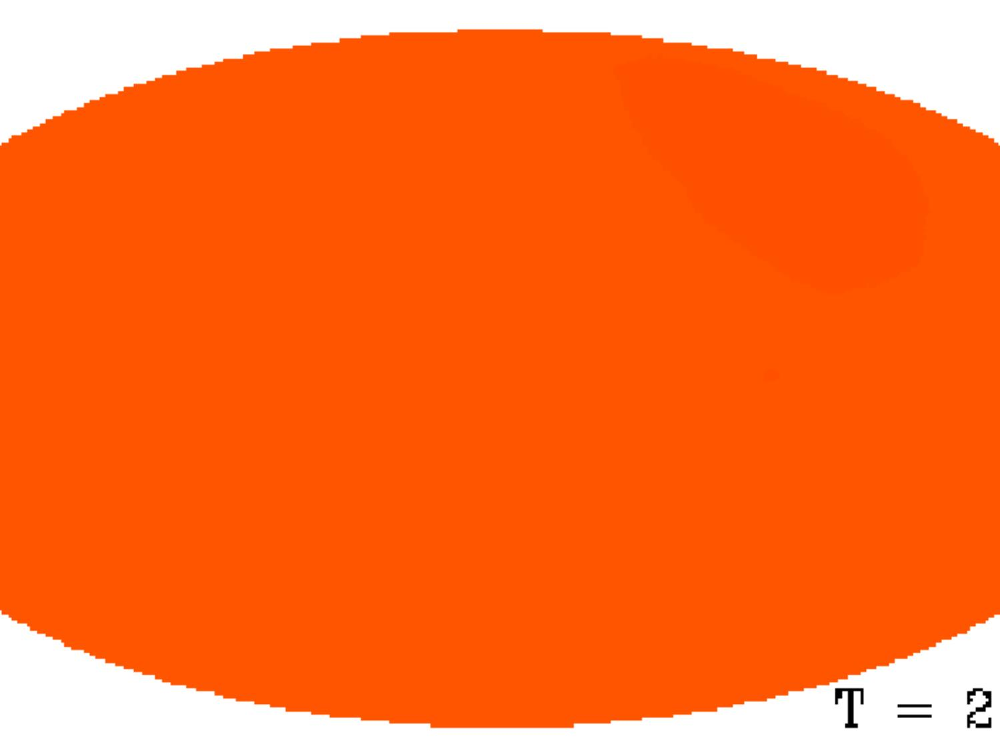 T = 2